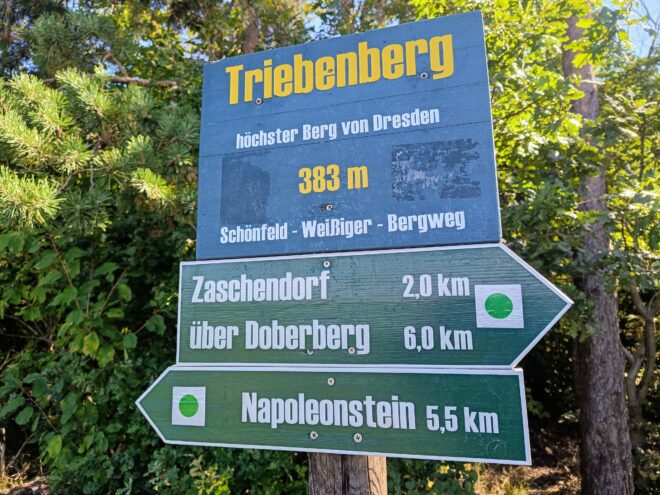 Triebenberg
höchster Berg von Dresden
383 m
Schönfeld - Weißiger - Bergweg
Zaschendorf 2,0 km
über Doberberg 6,0 km
Napoleonstein 5,5 km